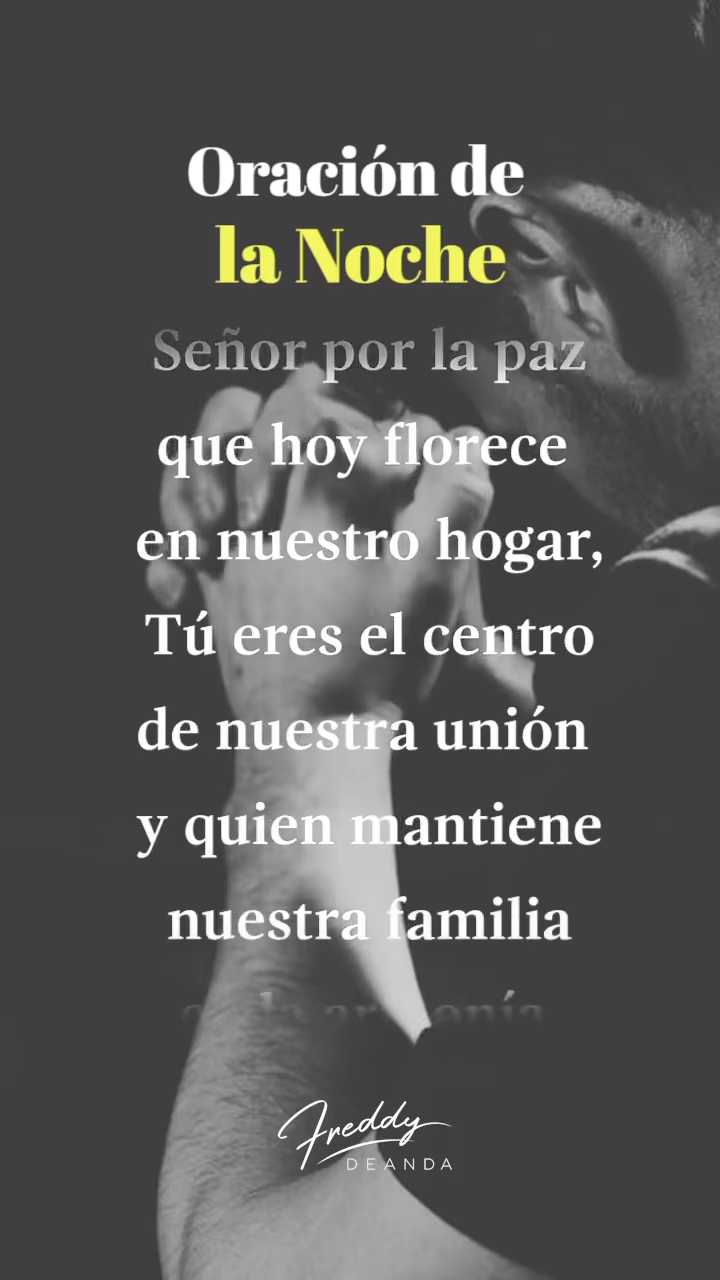 Oración de
la Noche
Señor por la paz
que hoy florece
en nuestro hogar,
Tú eres el centro
de nuestra unión
y quien mantiene
nuestra familia
Freddy
DEANDA